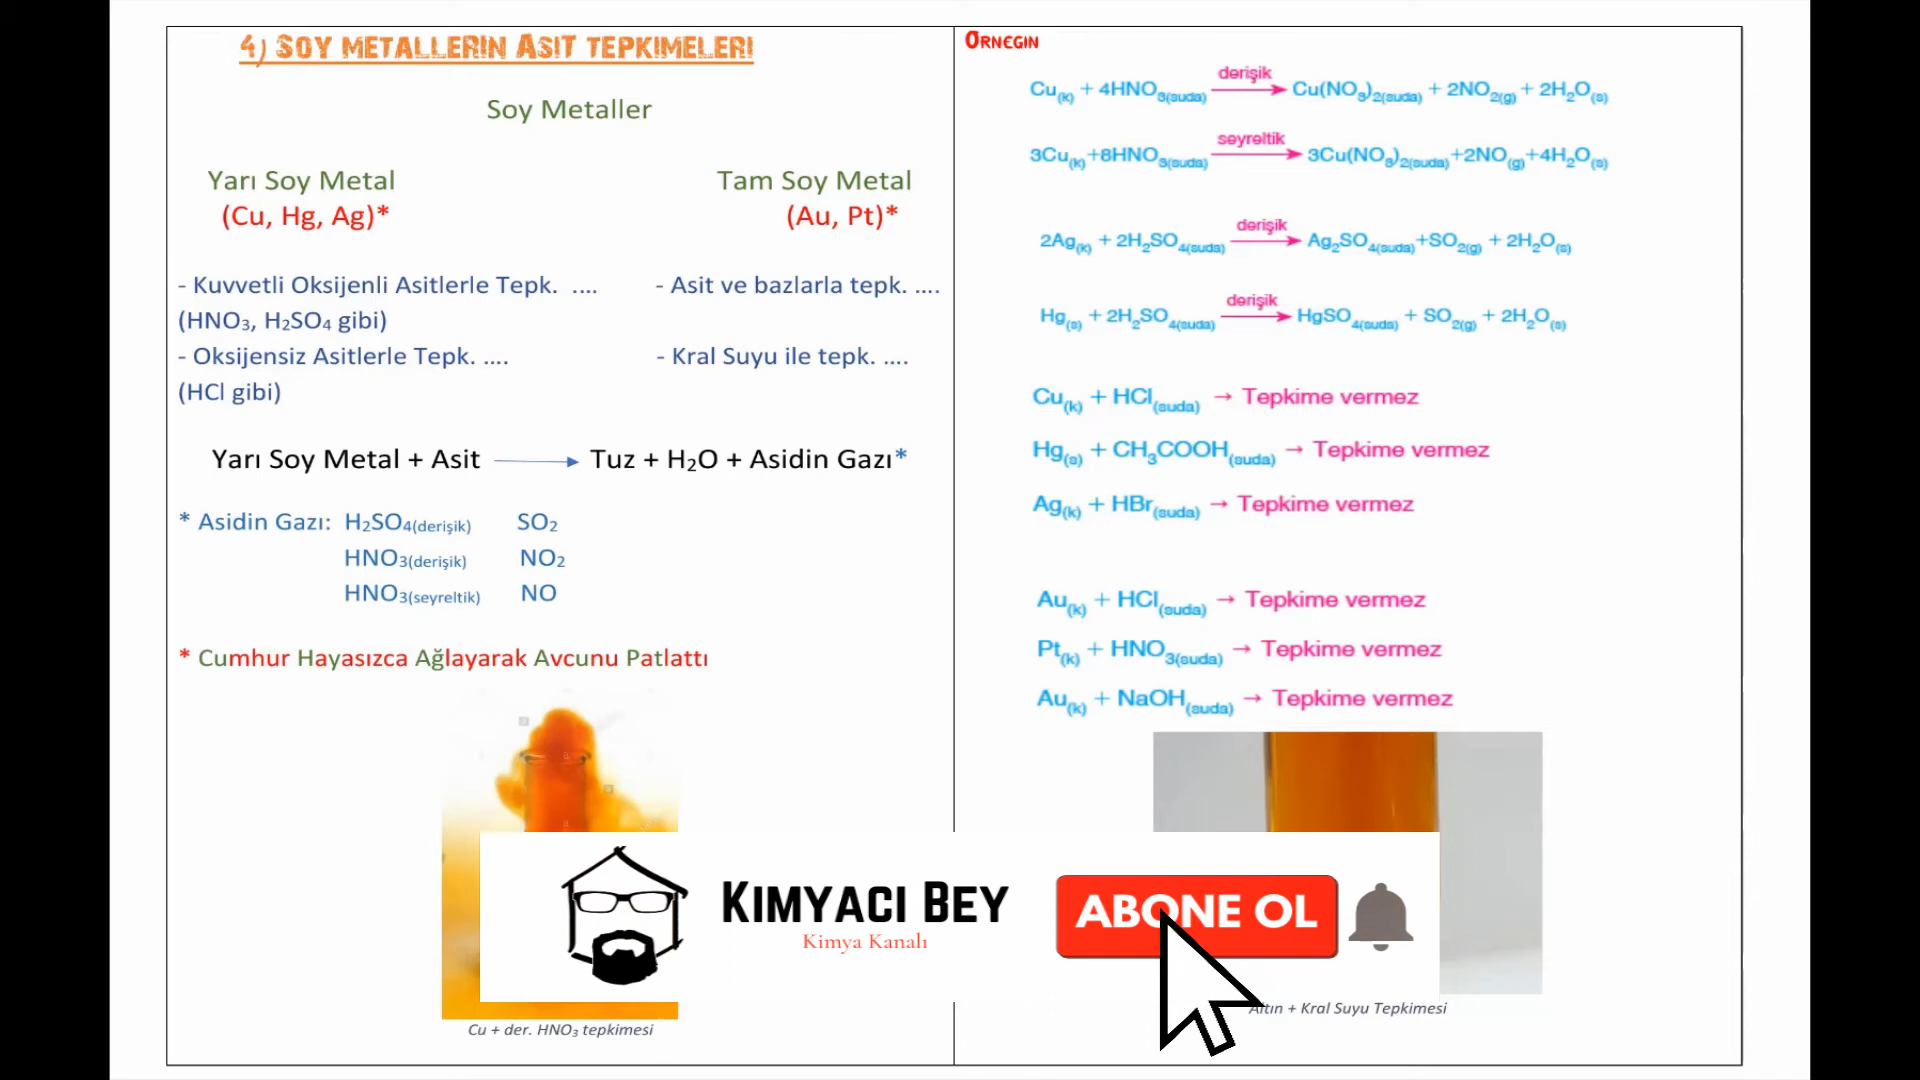 4) SOY METALLERIN ASIT TEPKIMELERI
Soy Metaller
Yarı Soy Metal
(Cu, Hg, Ag)*
Tam Soy Metal
(Au, Pt)*
- Kuvvetli Oksijenli Asitlerle Tepk. ....
(HNO₃, H₂SO₄ gibi)
- Oksijensiz Asitlerle Tepk. ....
(HCl gibi)
- Asit ve bazlarla tepk. ....
- Kral Suyu ile tepk. ....
Yarı Soy Metal + Asit → Tuz + H₂O + Asidin Gazı*
* Asidin Gazı: H₂SO₄(derişik) SO₂
HNO₃(derişik) NO₂
HNO₃(seyreltik) NO
* Cumhur Hayasızca Ağlayarak Avcunu Patlattı
Cu + der. HNO₃ tepkimesi
ÖRNEĞIN
derişik
Cu(k) + 4HNO₃(suda) → Cu(NO₃)₂(suda) + 2NO₂(g) + 2H₂O(s)
seyreltik
3Cu(k)+8HNO₃(suda) → 3Cu(NO₃)₂(suda)+2NO(g)+4H₂O(s)
derişik
2Ag(k) + 2H₂SO₄(suda) → Ag₂SO₄(suda)+SO₂(g) + 2H₂O(s)
derişik
Hg(s) + 2H₂SO₄(suda) → HgSO₄(suda) + SO₂(g) + 2H₂O(s)
Cu(k) + HCl(suda) → Tepkime vermez
Hg(s) + CH₃COOH(suda) → Tepkime vermez
Ag(k) + HBr(suda) → Tepkime vermez
Au(k) + HCl(suda) → Tepkime vermez
Pt(k) + HNO₃(suda) → Tepkime vermez
Au(k) + NaOH(suda) → Tepkime vermez
Altın + Kral Suyu Tepkimesi
KIMYACI BEY
Kimya Kanalı
ABONE OL